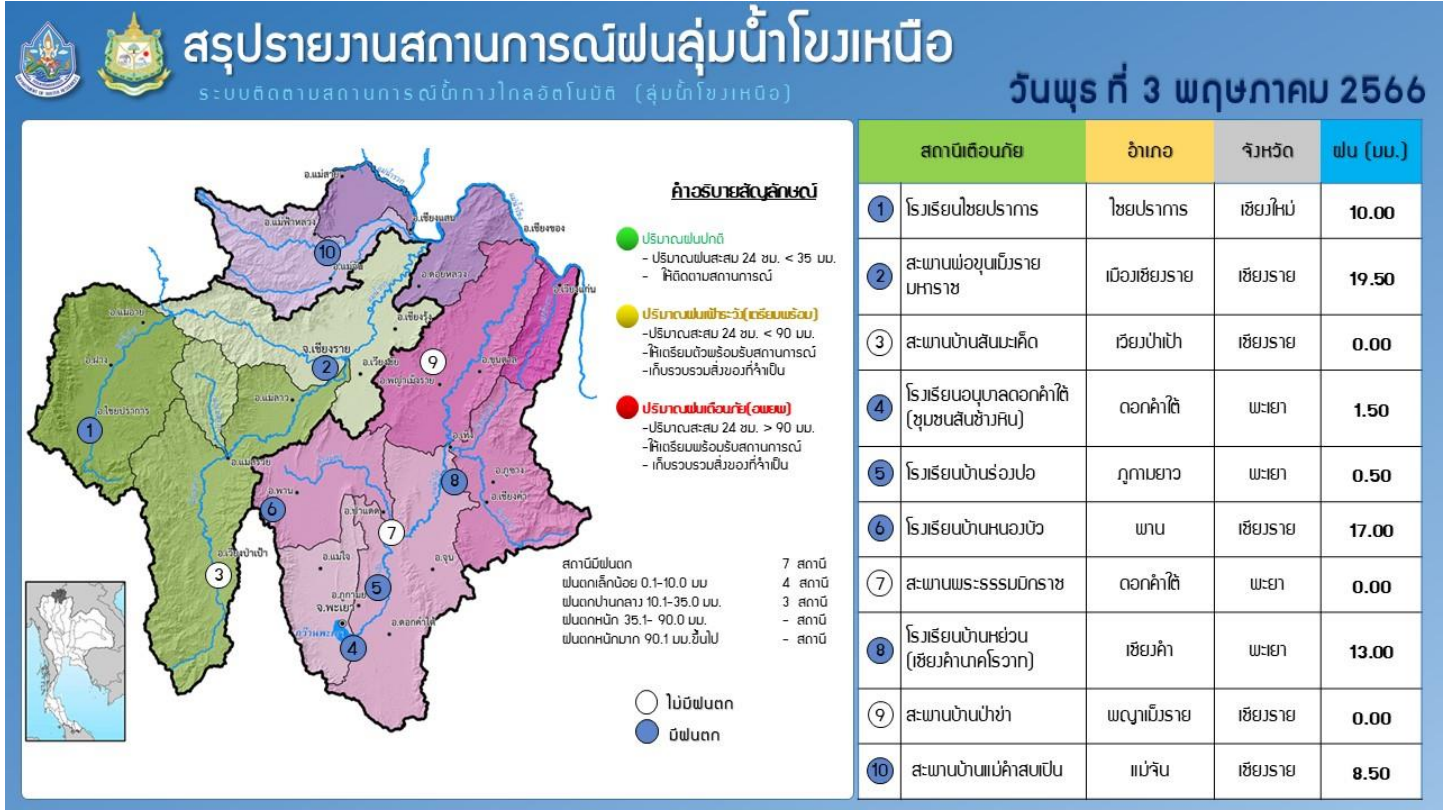 สรุปรายงานสถานการณ์ฝนลุ่มน้ำโขงเหนือ
ระบบติดตามสถานการณ์น้ำทางไกลอัตโนมัติ (ลุ่มน้ำโขงเหนือ)
วันพุธ ที่ 3 พฤษภาคม 2566
อ.แม่สาย
แม่น้ำรวก
แม่น้ำโขง
อ.แม่ฟ้าหลวง
อ.เชียงแสน
อ.เชียงของ
10
อ.แม่จัน
อ.ดอยหลวง
อ.เวียงแก่น
อ.แม่อาย
อ.เชียงรุ้ง
อ.ฝาง
จ.เชียงราย
2
อ.เวียงชัย
9
อ.ขุนตาล
อ.พญาเม็งราย
อ.แม่ลาว
อ.ไชยปราการ
1
อ.เทิง
อ.แม่สรวย
8
อ.ภูซาง
อ.พาน
อ.เชียงคำ
6
อ.ป่าแดด
7
อ.เวียงป่าเป้า
3
อ.แม่ใจ
อ.จุน
5
อ.ภูกามยาว
จ.พะเยา
กว๊านพะเยา
อ.ดอกคำใต้
4
คำอธิบายสัญลักษณ์
ปริมาณฝนปกติ
- ปริมาณฝนสะสม 24 ชม. < 35 มม.
- ให้ติดตามสถานการณ์
ปริมาณฝนเฝ้าระวัง(เตรียมพร้อม)
-ปริมาณสะสม 24 ชม. < 90 มม.
-ให้เตรียมตัวพร้อมรับสถานการณ์
-เก็บรวบรวมสิ่งของที่จำเป็น
ปริมาณฝนเตือนภัย(อพยพ)
-ปริมาณสะสม 24 ชม. > 90 มม.
-ให้เตรียมพร้อมรับสถานการณ์
- เก็บรวบรวมสิ่งของที่จำเป็น
สถานีมีฝนตก 7 สถานี
ฝนตกเล็กน้อย 0.1-10.0 มม 4 สถานี
ฝนตกปานกลาง 10.1-35.0 มม. 3 สถานี
ฝนตกหนัก 35.1- 90.0 มม. - สถานี
ฝนตกหนักมาก 90.1 มม.ขึ้นไป - สถานี
ไม่มีฝนตก
มีฝนตก
สถานีเตือนภัย อำเภอ จังหวัด ฝน (มม.)
1 โรงเรียนไชยปราการ ไชยปราการ เชียงใหม่ 10.00
2 สะพานพ่อขุนเม็งราย
มหาราช เมืองเชียงราย เชียงราย 19.50
3 สะพานบ้านสันมะเค็ด เวียงป่าเป้า เชียงราย 0.00
4 โรงเรียนอนุบาลดอกคำใต้
(ชุมชนสันช้างหิน) ดอกคำใต้ พะเยา 1.50
5 โรงเรียนบ้านร่องปอ ภูกามยาว พะเยา 0.50
6 โรงเรียนบ้านหนองบัว พาน เชียงราย 17.00
7 สะพานพระธรรมมิกราช ดอกคำใต้ พะเยา 0.00
8 โรงเรียนบ้านหย่วน
(เชียงคำนาคโรวาท) เชียงคำ พะเยา 13.00
9 สะพานบ้านป่าข่า พญาเม็งราย เชียงราย 0.00
10 สะพานบ้านแม่คำสบเปิน แม่จัน เชียงราย 8.50